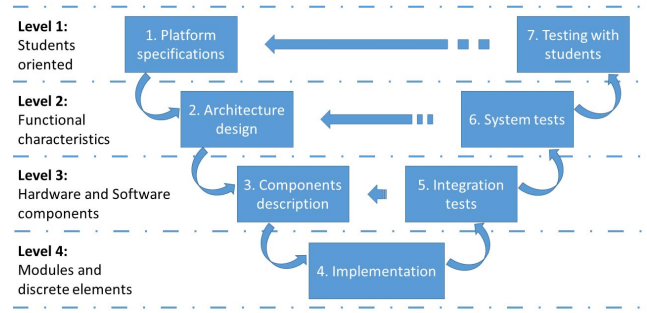 Level 1:
Students
oriented
1. Platform
specifications
7. Testing with
students
Level 2:
Functional
characteristics
2. Architecture
design
6. System tests
Level 3:
Hardware and Software
components
3. Components
description
5. Integration
tests
Level 4:
Modules and
discrete elements
4. Implementation